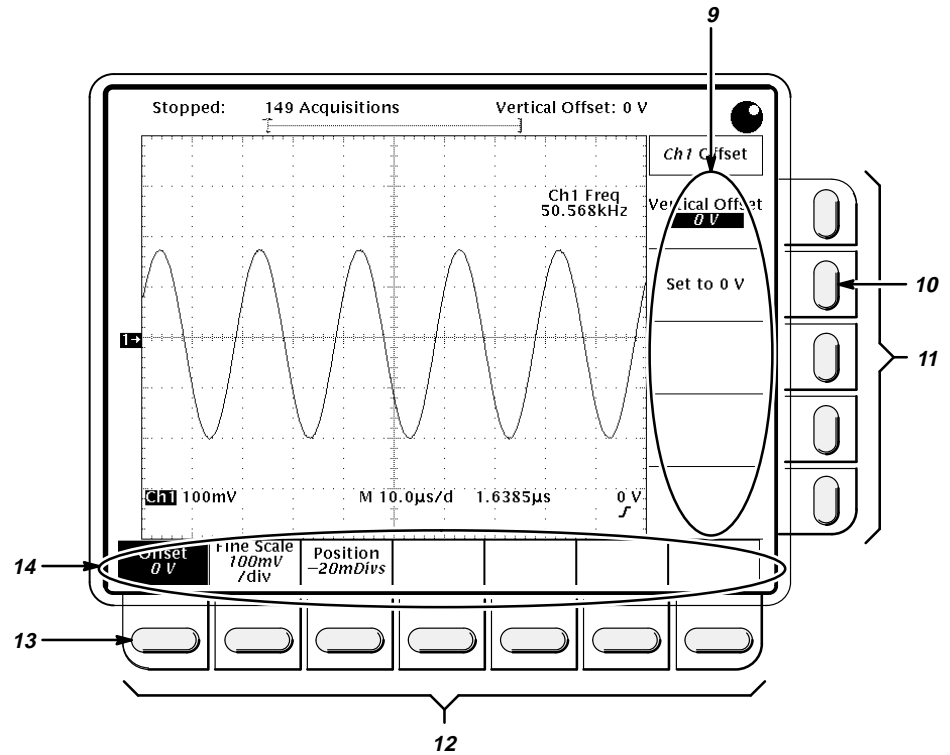 9
Stopped: 149 Acquisitions Vertical Offset: 0 V
Ch1 Offset
Ch1 Freq
50.568kHz
Vertical Offset
0 V
Set to 0 V
10
1→
11
Ch1 100mV M 10.0µs/d 1.6385µs 0 V
Offset
0 V
Fine Scale
100mV
/div
Position
−20mDivs
14
13
12